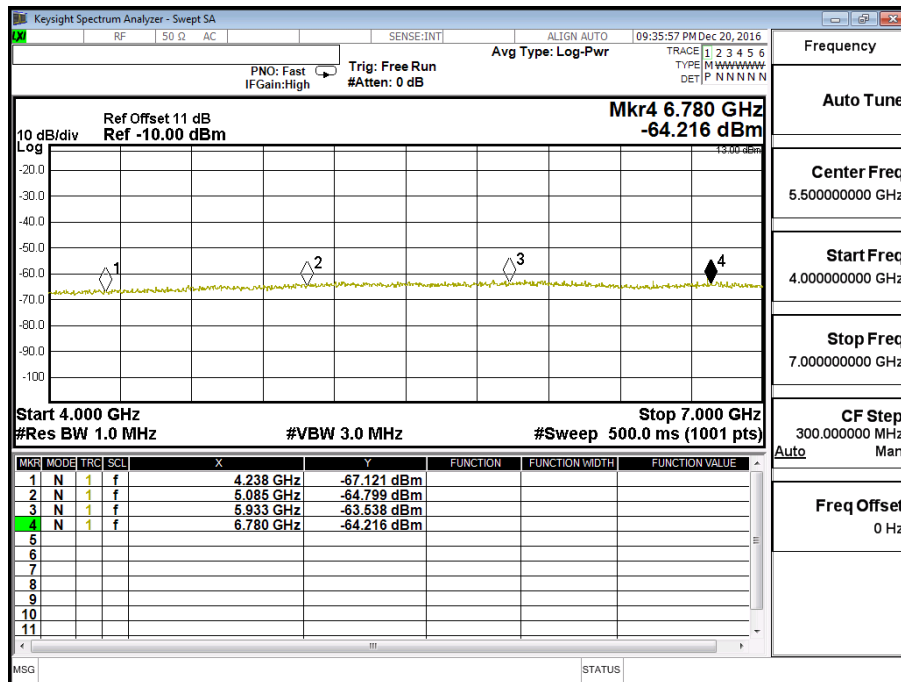 Keysight Spectrum Analyzer - Swept SA
LXI RF 50 Ω AC SENSE:INT ALIGN AUTO 09:35:57 PM Dec 20, 2016
PNO: Fast
IFGain:High
Trig: Free Run
#Atten: 0 dB
Avg Type: Log-Pwr
TRACE 1 2 3 4 5 6
TYPE M WWWWW
DET P N N N N N
Mkr4 6.780 GHz
-64.216 dBm
Ref Offset 11 dB
10 dB/div Ref -10.00 dBm
Log
-13.00 dBm
-20.0
-30.0
-40.0
-50.0
-60.0
-70.0
-80.0
-90.0
-100
1
2
3
4
Start 4.000 GHz Stop 7.000 GHz
#Res BW 1.0 MHz #VBW 3.0 MHz #Sweep 500.0 ms (1001 pts)
MKR MODE TRC SCL X Y FUNCTION FUNCTION WIDTH FUNCTION VALUE
1 N 1 f 4.238 GHz -67.121 dBm
2 N 1 f 5.085 GHz -64.799 dBm
3 N 1 f 5.933 GHz -63.538 dBm
4 N 1 f 6.780 GHz -64.216 dBm
5
6
7
8
9
10
11
MSG STATUS
Frequency
Auto Tune
Center Freq
5.500000000 GHz
Start Freq
4.000000000 GHz
Stop Freq
7.000000000 GHz
CF Step
300.000000 MHz
Auto Man
Freq Offset
0 Hz